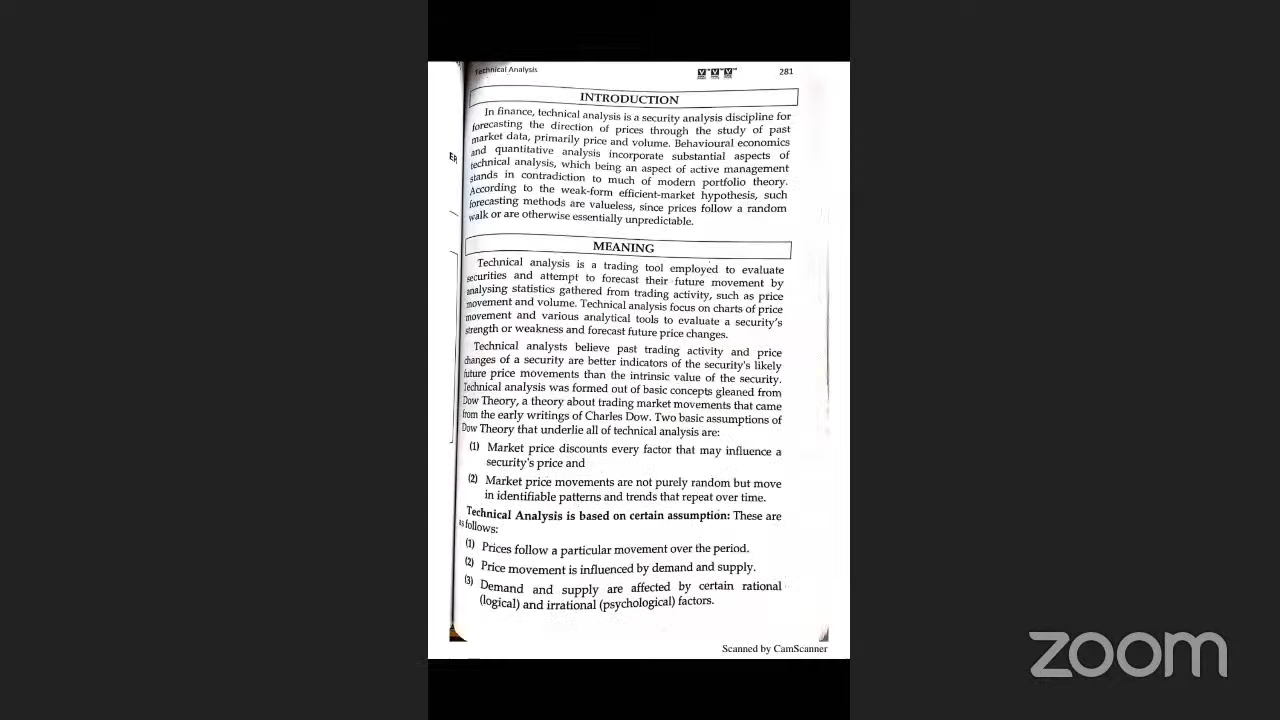 Technical Analysis
281
INTRODUCTION
In finance, technical analysis is a security analysis discipline for
forecasting the direction of prices through the study of past
market data, primarily price and volume. Behavioural economics
and quantitative analysis incorporate substantial aspects of
technical analysis, which being an aspect of active management
stands in contradiction to much of modern portfolio theory.
According to the weak-form efficient-market hypothesis, such
forecasting methods are valueless, since prices follow a random
walk or are otherwise essentially unpredictable.
ER
MEANING
Technical analysis is a trading tool employed to evaluate
securities and attempt to forecast their future movement by
analysing statistics gathered from trading activity, such as price
movement and volume. Technical analysis focus on charts of price
movement and various analytical tools to evaluate a security's
strength or weakness and forecast future price changes.
Technical analysts believe past trading activity and price
changes of a security are better indicators of the security's likely
future price movements than the intrinsic value of the security.
Technical analysis was formed out of basic concepts gleaned from
Dow Theory, a theory about trading market movements that came
from the early writings of Charles Dow. Two basic assumptions of
Dow Theory that underlie all of technical analysis are:
(1) Market price discounts every factor that may influence a
security's price and
(2) Market price movements are not purely random but move
in identifiable patterns and trends that repeat over time.
Technical Analysis is based on certain assumption: These are
as follows:
(1) Prices follow a particular movement over the period.
(2) Price movement is influenced by demand and supply.
(3) Demand and supply are affected by certain rational
(logical) and irrational (psychological) factors.
Scanned by CamScanner
zoom